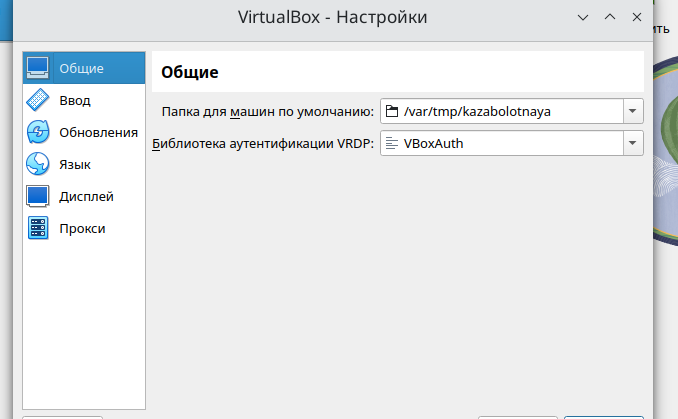 VirtualBox - Настройки
ить
Общие
Ввод
Обновления
Язык
Дисплей
Прокси
Общие
Папка для машин по умолчанию:
/var/tmp/kazabolotnaya
Библиотека аутентификации VRDP:
VBoxAuth